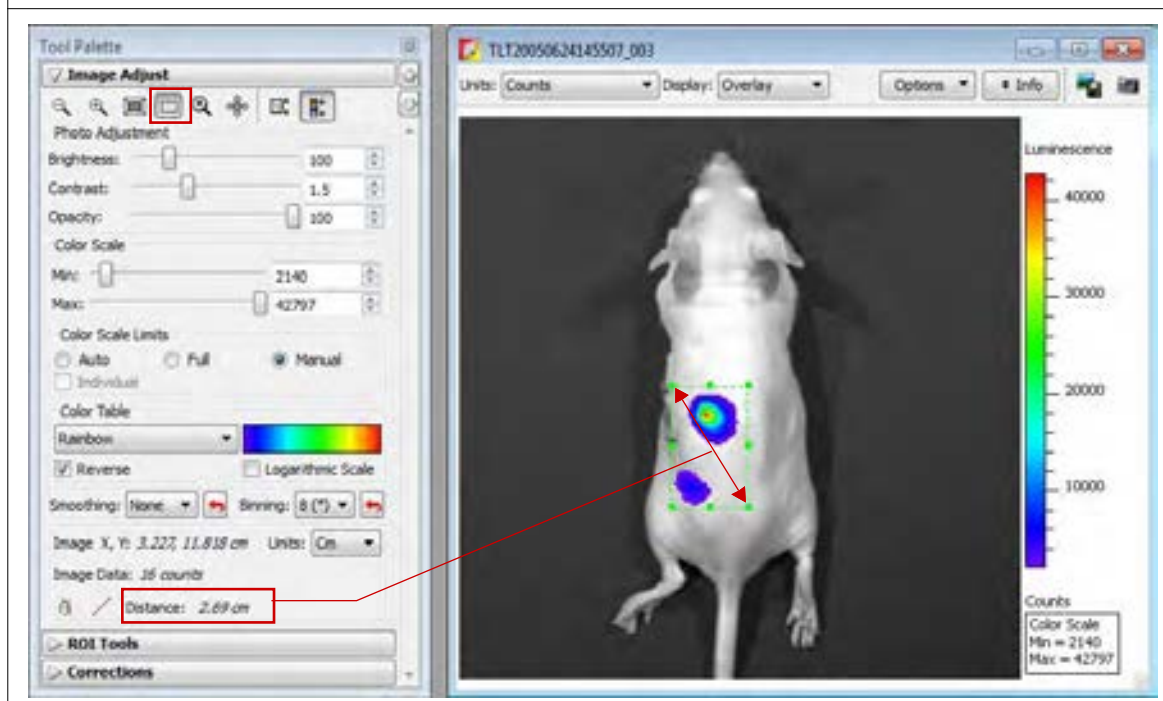 Tool Palette
Image Adjust
Photo Adjustment
Brightness: 100
Contrast: 1.5
Opacity: 100
Color Scale
Min: 2140
Max: 42797
Color Scale Limits
Auto Full Manual
Individual
Color Table
Rainbow
Reverse Logarithmic Scale
Smoothing: None Binning: 8 (*)
Image X, Y: 3.227, 11.818 cm Units: Cm
Image Data: 16 counts
Distance: 2.69 cm
ROI Tools
Corrections
TLT20050624145507_003
Units: Counts Display: Overlay Options Info
Luminescence
40000
30000
20000
10000
Counts
Color Scale
Min = 2140
Max = 42797